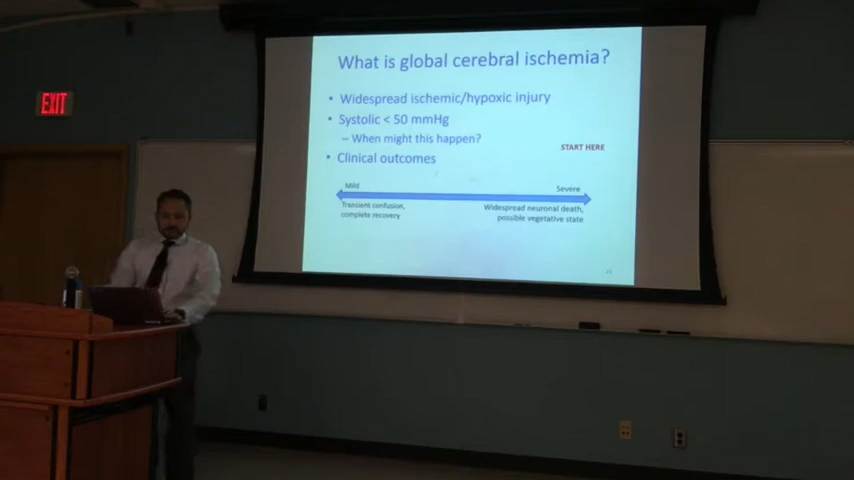 EXIT
What is global cerebral ischemia?
• Widespread ischemic/hypoxic injury
• Systolic < 50 mmHg
– When might this happen?
START HERE
• Clinical outcomes
Mild
Severe
Transient confusion,
complete recovery
Widespread neuronal death,
possible vegetative state